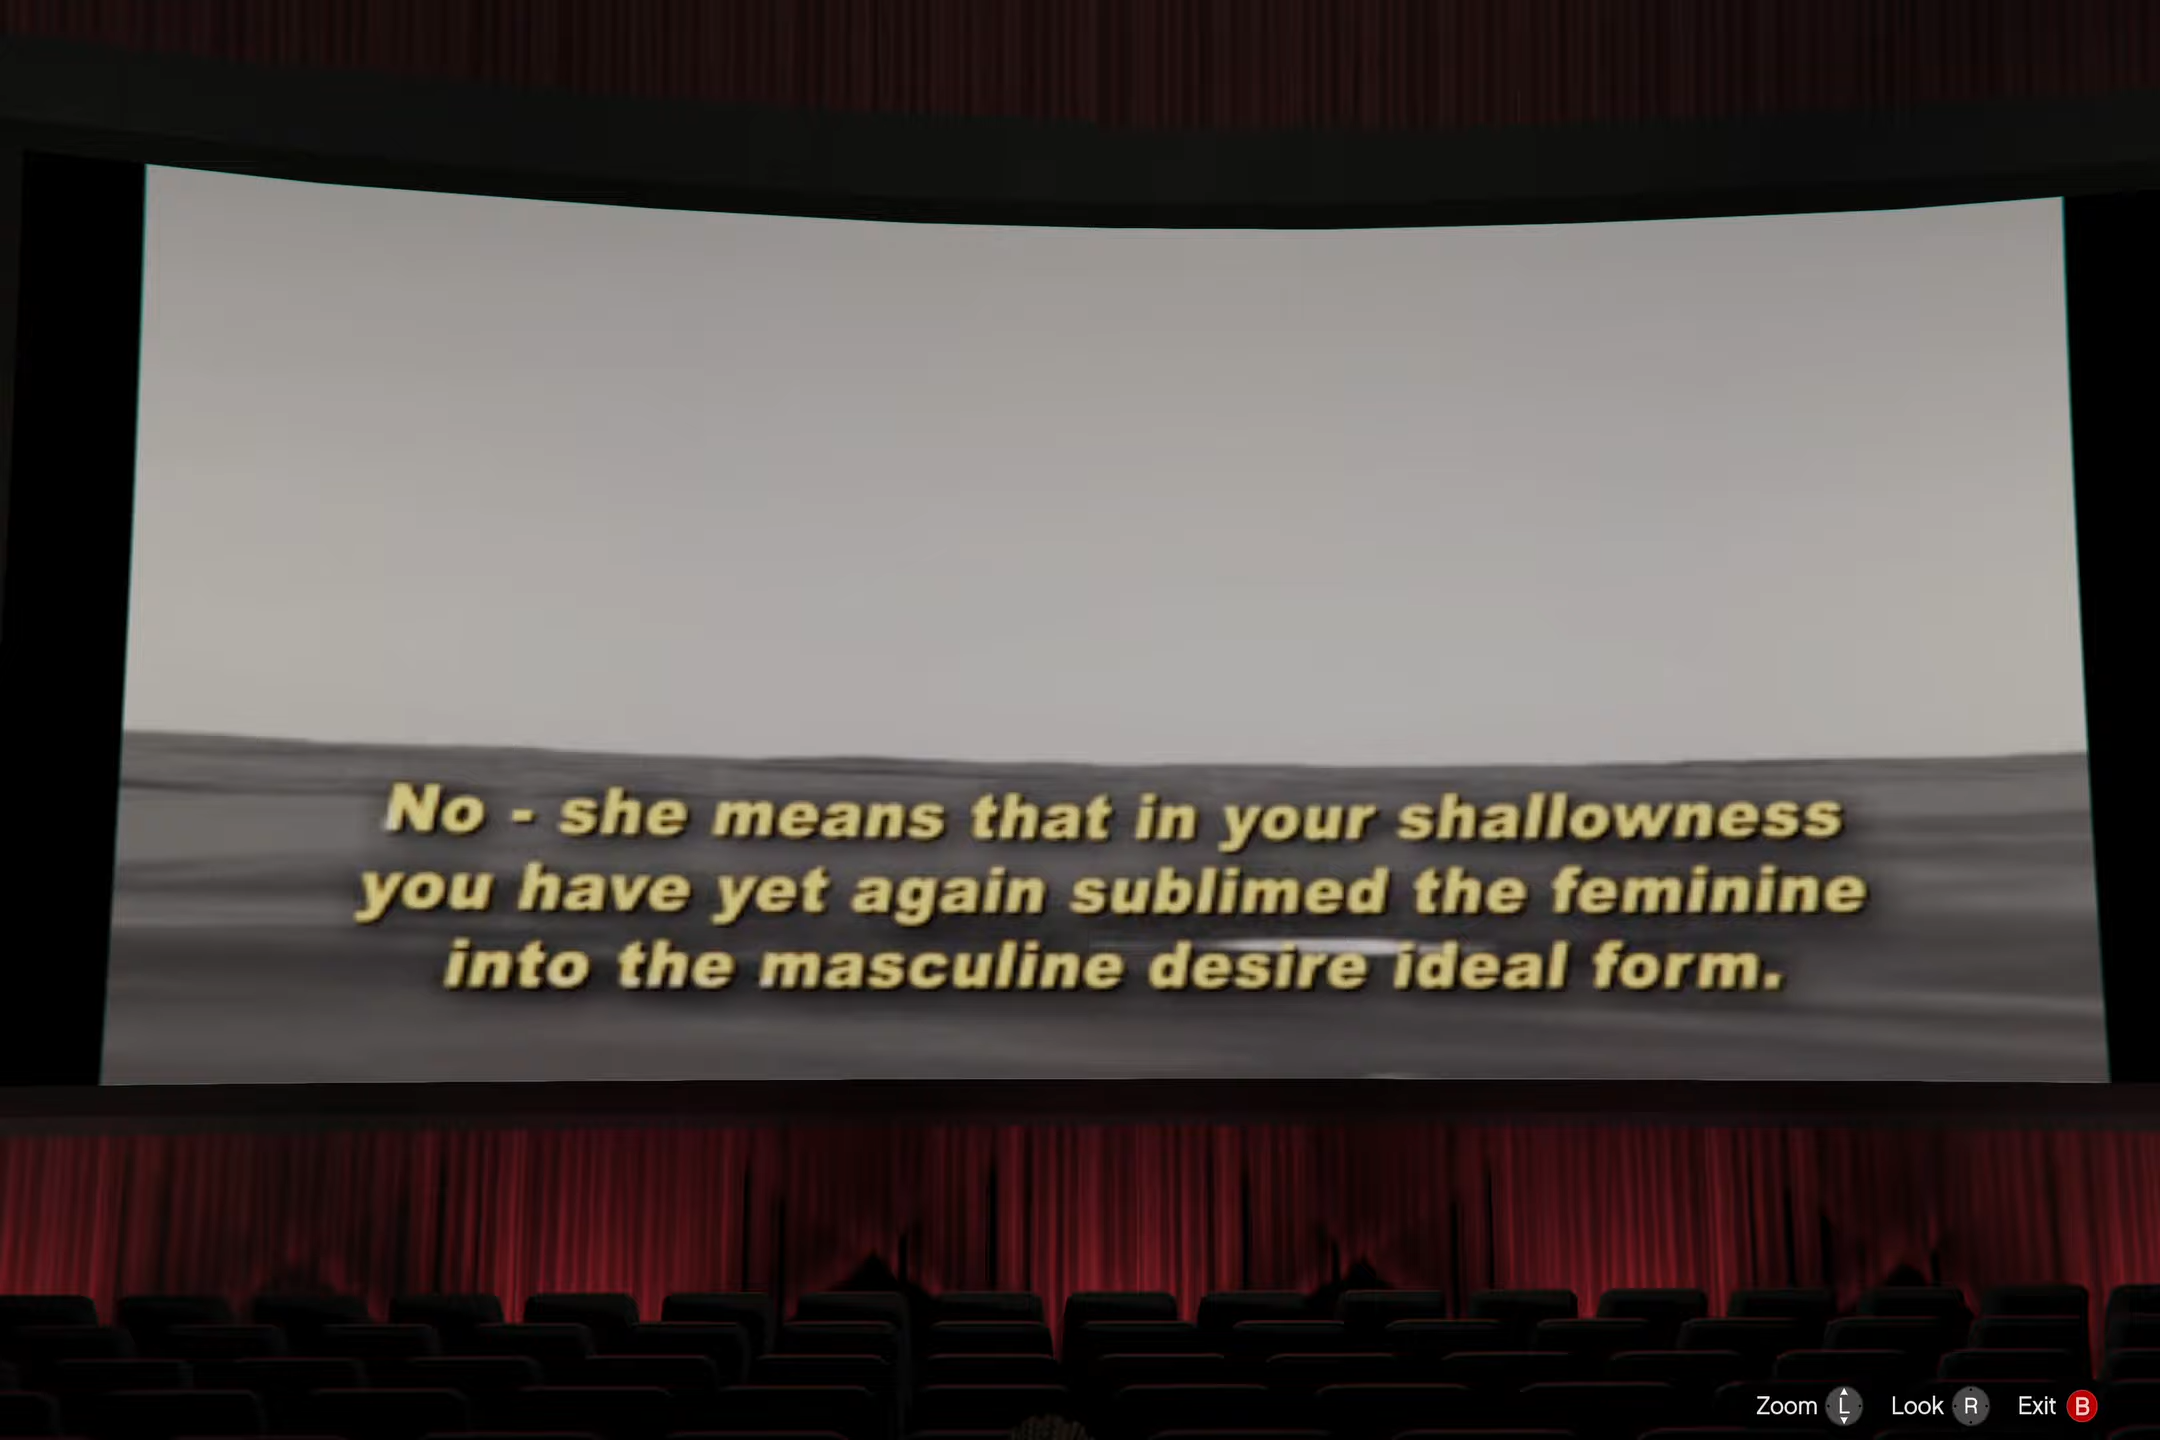 No - she means that in your shallowness
you have yet again sublimed the feminine
into the masculine desire ideal form.
Zoom L Look R Exit B